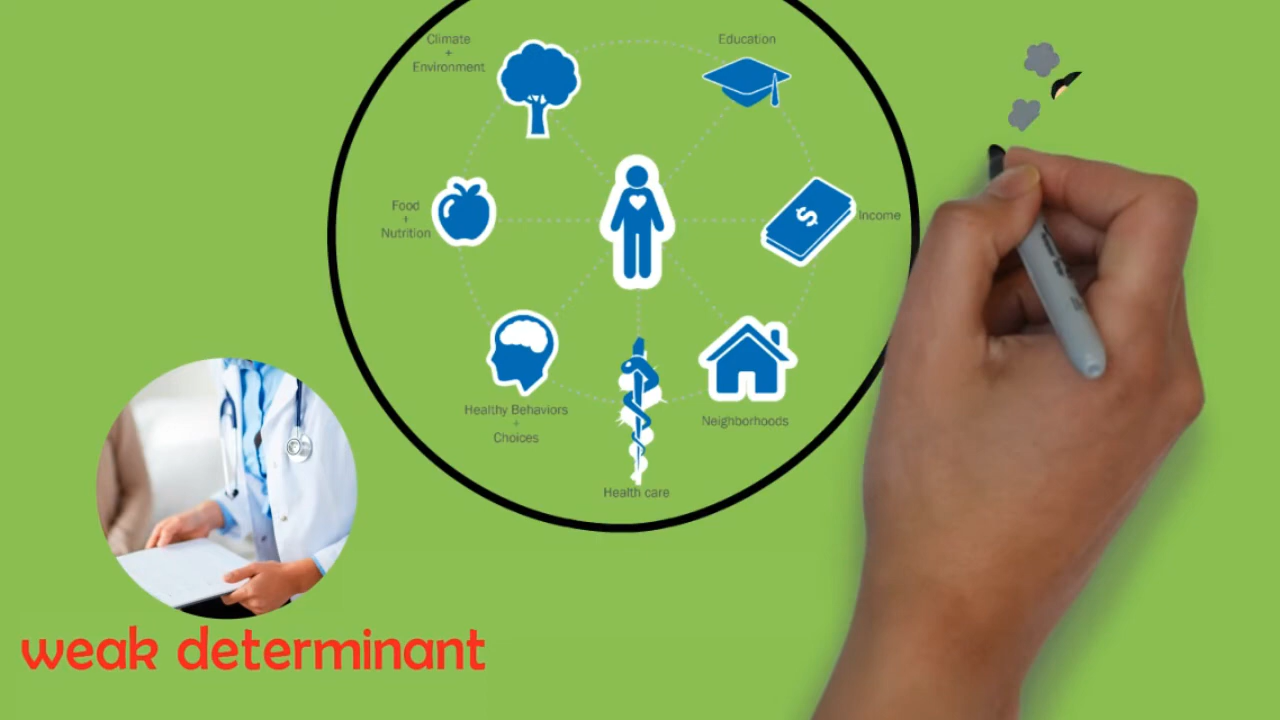 Climate
+
Environment
Education
Food
+
Nutrition
$
Income
Healthy Behaviors
+
Choices
Neighborhoods
Health care
weak determinant